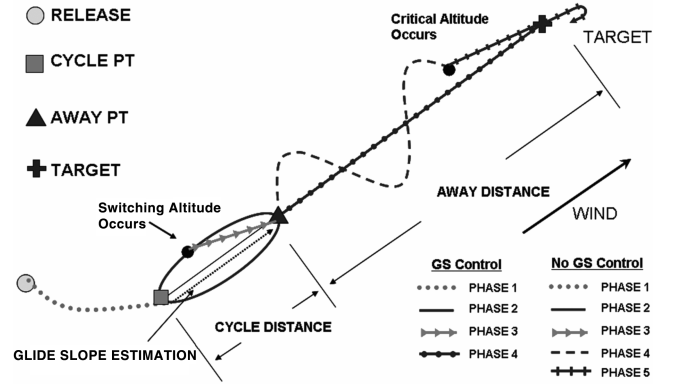 RELEASE
CYCLE PT
AWAY PT
TARGET
Critical Altitude
Occurs
TARGET
Switching Altitude
Occurs
AWAY DISTANCE
WIND
CYCLE DISTANCE
GLIDE SLOPE ESTIMATION
GS Control
PHASE 1
PHASE 2
PHASE 3
PHASE 4
No GS Control
PHASE 1
PHASE 2
PHASE 3
PHASE 4
PHASE 5